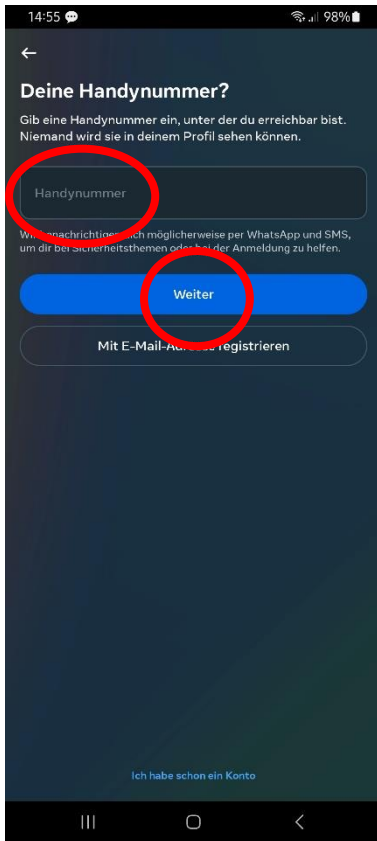 14:55 98%
Deine Handynummer?
Gib eine Handynummer ein, unter der du erreichbar bist.
Niemand wird sie in deinem Profil sehen können.
Handynummer
möglicherweise per WhatsApp und SMS,
um dir bei Sicherheitsthemen oder bei der Anmeldung zu helfen.
Weiter
Mit E-Mail-Adresse registrieren
Ich habe schon ein Konto